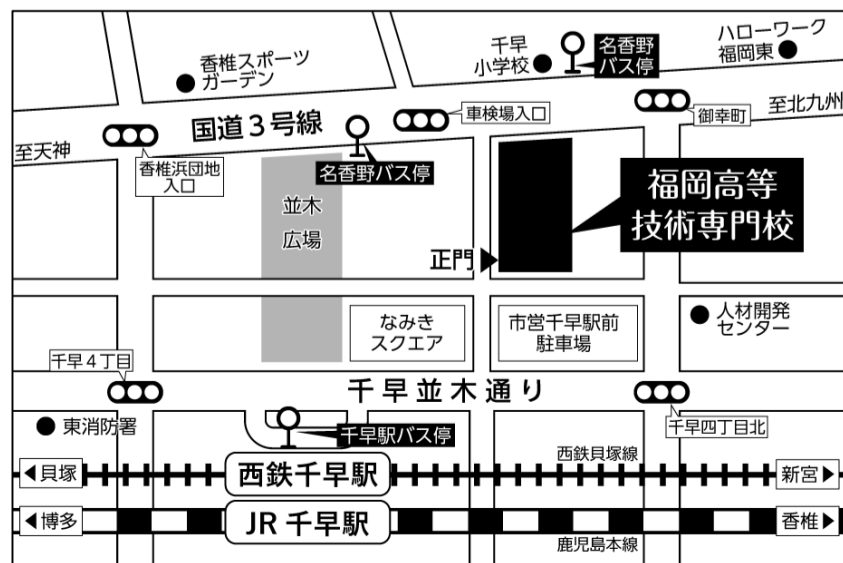 香椎スポーツ
ガーデン
千早
小学校
名香野
バス停
ハローワーク
福岡東
国道3号線
車検場入口
御幸町
至北九州
至天神
香椎浜団地
入口
名香野バス停
並木
広場
福岡高等
技術専門校
正門
なみき
スクエア
市営千早駅前
駐車場
人材開発
センター
千早4丁目
千早並木通り
東消防署
千早駅バス停
千早四丁目北
西鉄貝塚線
貝塚
西鉄千早駅
新宮
博多
JR千早駅
香椎
鹿児島本線